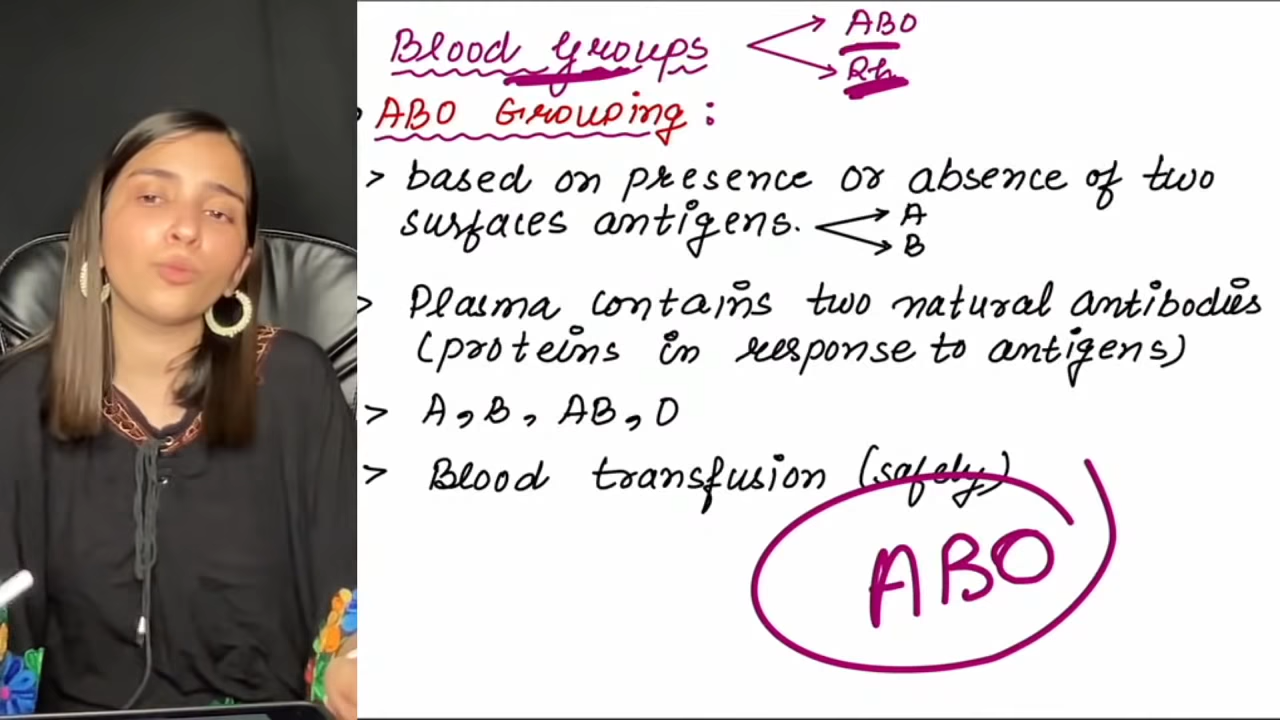 Blood Groups
ABO
Rh
ABO Grouping :
> based on presence or absence of two
surfaces antigens.
A
B
> Plasma contains two natural antibodies
(proteins in response to antigens)
> A, B, AB, O
> Blood transfusion (safely)
ABO